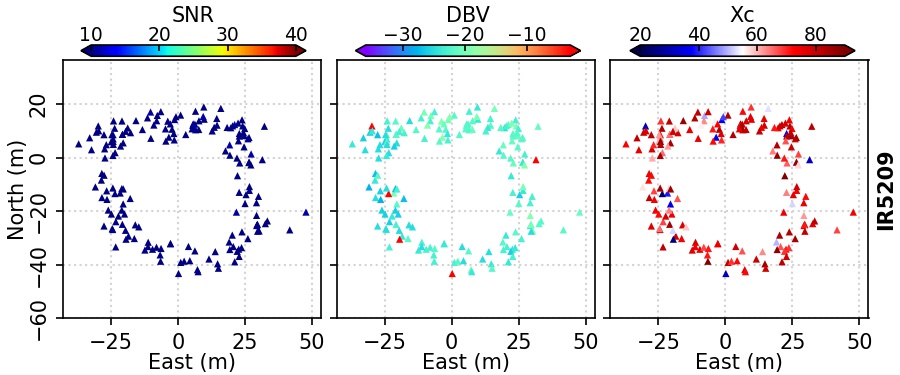 SNR
10 20 30 40
DBV
−30 −20 −10
Xc
20 40 60 80
North (m)
20
0
−20
−40
−60
−25 0 25 50
East (m)
−25 0 25 50
East (m)
−25 0 25 50
East (m)
IR5209